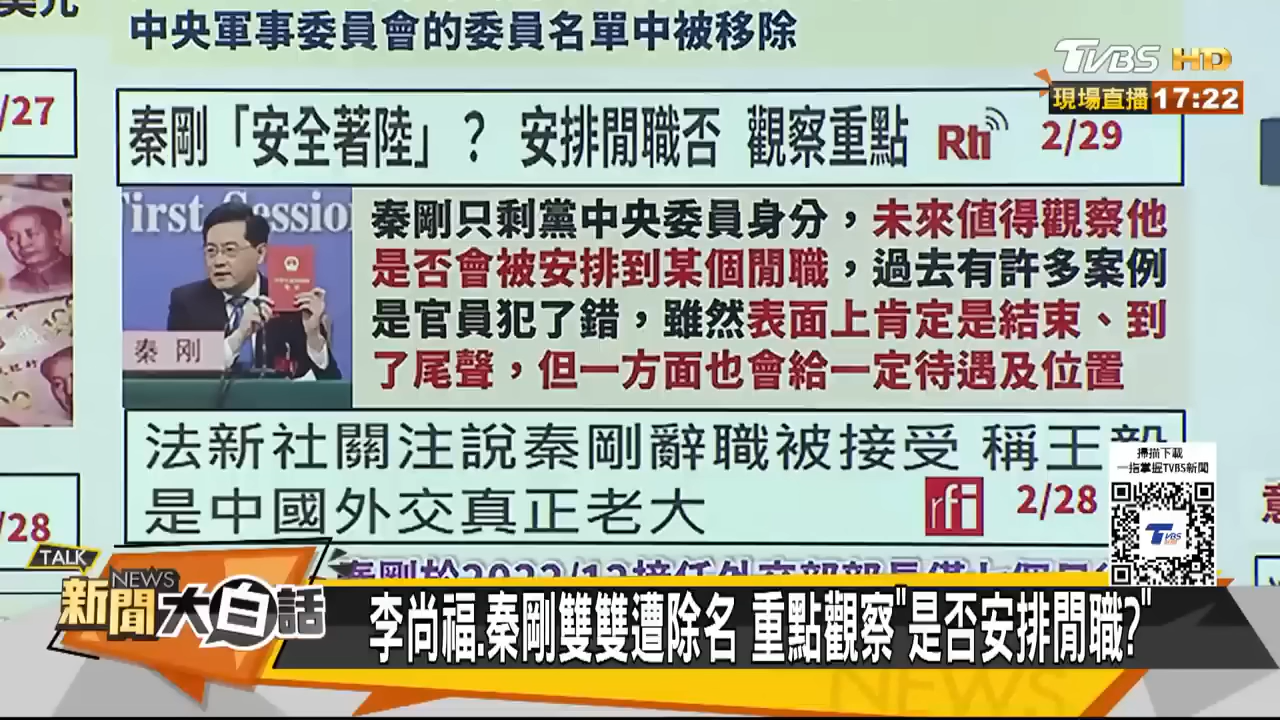 中央軍事委員會的委員名單中被移除
TVBS HD
現場直播 17:22
/27
秦剛「安全著陸」? 安排閒職否 觀察重點 Rti 2/29
First Session
秦剛
秦剛只剩黨中央委員身分,未來值得觀察他
是否會被安排到某個閒職,過去有許多案例
是官員犯了錯,雖然表面上肯定是結束、到
了尾聲,但一方面也會給一定待遇及位置
法新社關注說秦剛辭職被接受 稱王毅
是中國外交真正老大
rfi 2/28
/28
掃描下載
一指掌握TVBS新聞
TVBS
TALK
NEWS
新聞大白話
李尚福.秦剛雙雙遭除名 重點觀察"是否安排閒職?"
NEWS